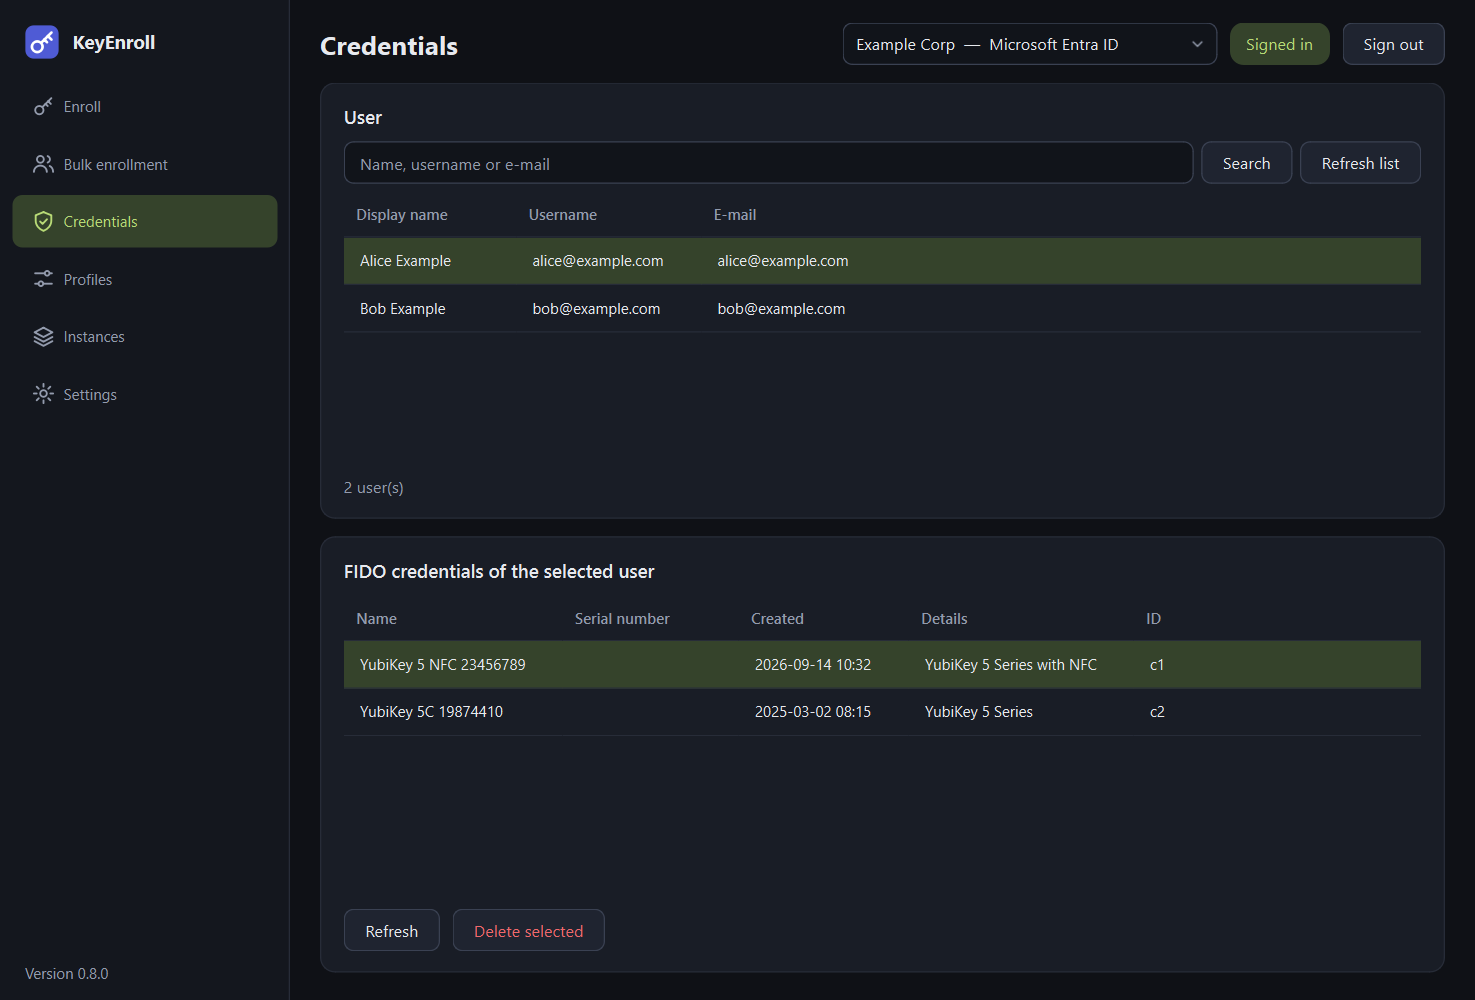 KeyEnroll
Enroll
Bulk enrollment
Credentials
Profiles
Instances
Settings
Version 0.8.0
Credentials
Example Corp — Microsoft Entra ID
Signed in
Sign out
User
Name, username or e-mail
Search
Refresh list
Display name Username E-mail
Alice Example alice@example.com alice@example.com
Bob Example bob@example.com bob@example.com
2 user(s)
FIDO credentials of the selected user
Name Serial number Created Details ID
YubiKey 5 NFC 23456789 2026-09-14 10:32 YubiKey 5 Series with NFC c1
YubiKey 5C 19874410 2025-03-02 08:15 YubiKey 5 Series c2
Refresh
Delete selected